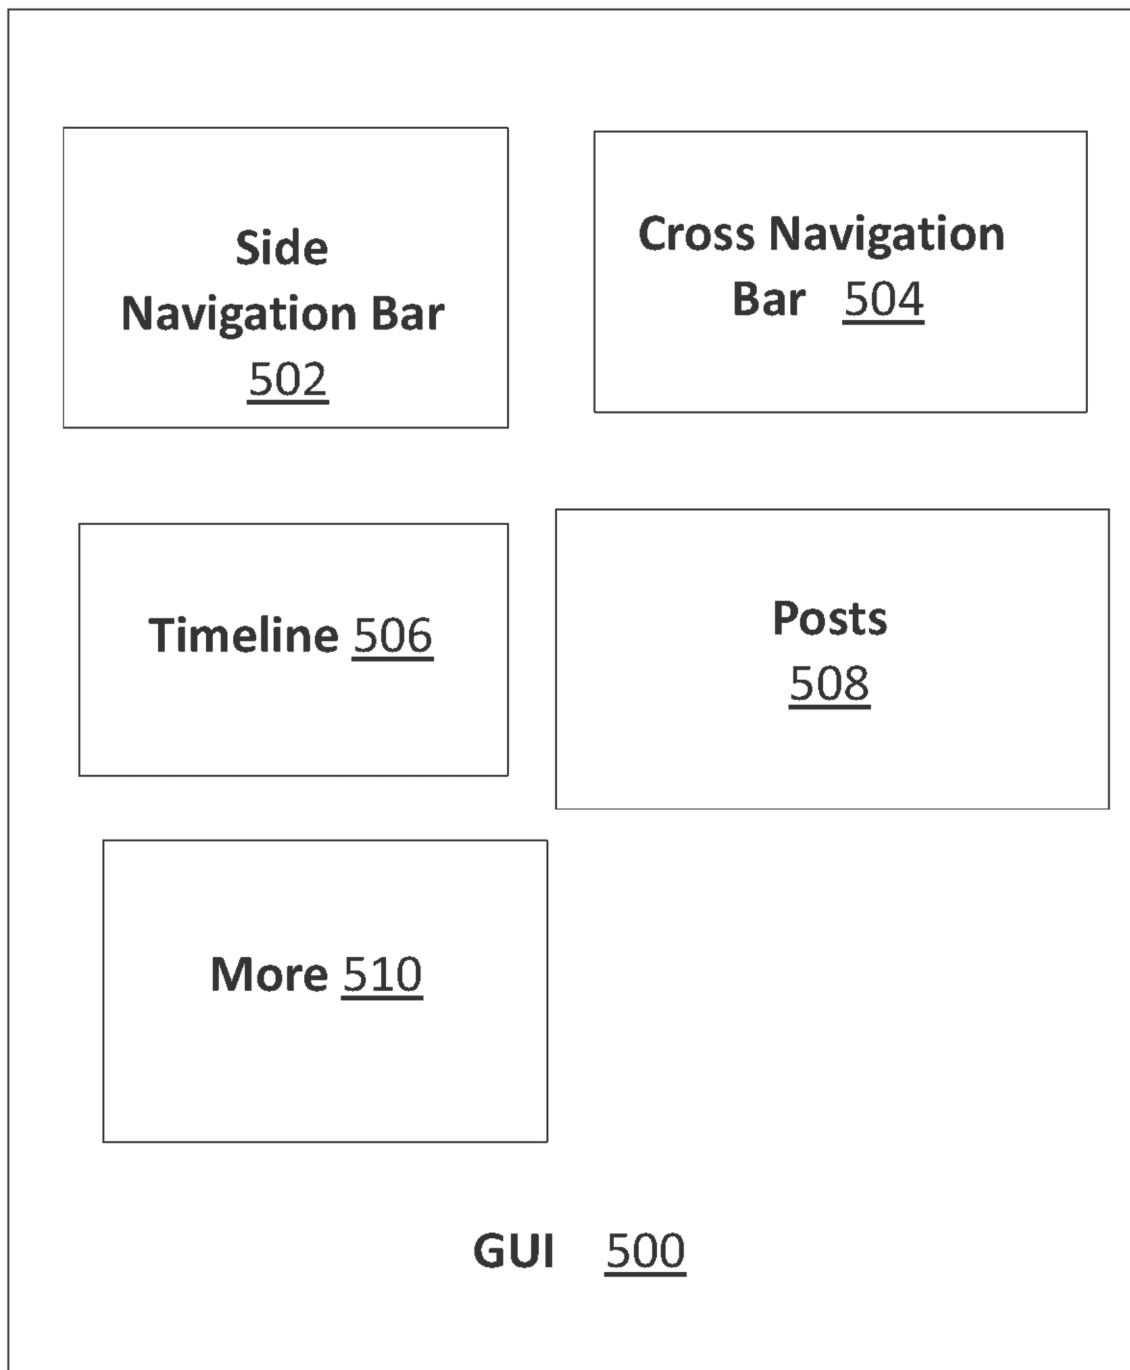 Side
Navigation Bar
502
Cross Navigation
Bar 504
Timeline 506
Posts
508
More 510
GUI 500